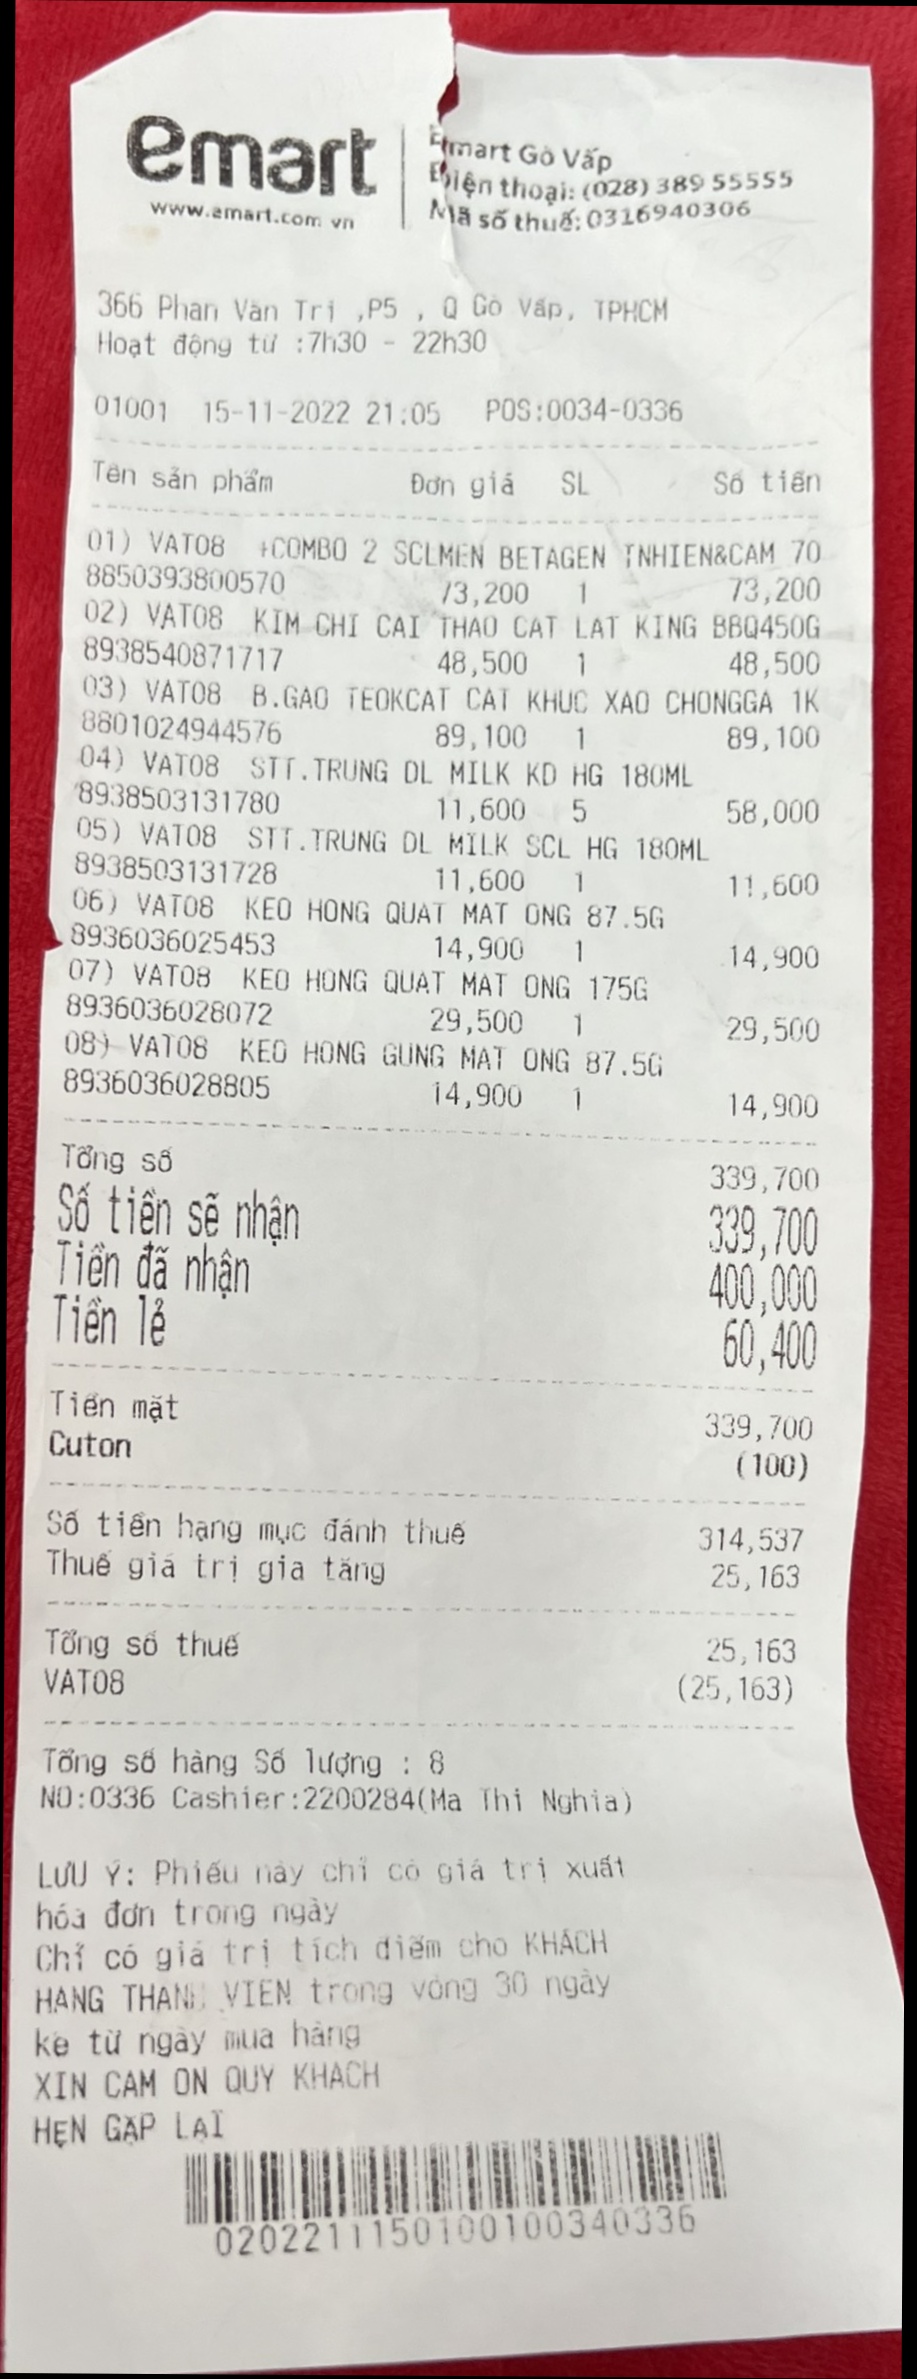 emart
www.emart.com.vn
Emart Gò Vấp
Điện thoại: (028) 389 55555
Mã số thuế: 0316940306
366 Phan Văn Trị ,P5 , Q Gò Vấp, TPHCM
Hoạt động từ :7h30 - 22h30
01001 15-11-2022 21:05 POS:0034-0336
Tên sản phẩm Đơn giá SL Số tiền
01) VAT08 +COMBO 2 SCLMEN BETAGEN TNHIEN&CAM 70
8850393800570 73,200 1 73,200
02) VAT08 KIM CHI CAI THAO CAT LAT KING BBQ450G
8938540871717 48,500 1 48,500
03) VAT08 B.GAO TEOKCAT CAT KHUC XAO CHONGGA 1K
8801024944576 89,100 1 89,100
04) VAT08 STT.TRUNG DL MILK KD HG 180ML
8938503131780 11,600 5 58,000
05) VAT08 STT.TRUNG DL MILK SCL HG 180ML
8938503131728 11,600 1 11,600
06) VAT08 KEO HONG QUAT MAT ONG 87.5G
8936036025453 14,900 1 14,900
07) VAT08 KEO HONG QUAT MAT ONG 175G
8936036028072 29,500 1 29,500
08) VAT08 KEO HONG GUNG MAT ONG 87.5G
8936036028805 14,900 1 14,900
Tổng số 339,700
Số tiền sẽ nhận 339,700
Tiền đã nhận 400,000
Tiền lẻ 60,400
Tiền mặt 339,700
Cuton (100)
Số tiền hạng mục đánh thuế 314,537
Thuế giá trị gia tăng 25,163
Tổng số thuế 25,163
VAT08 (25,163)
Tổng số hàng Số lượng : 8
NO:0336 Cashier:2200284(Ma Thi Nghia)
LƯU Ý: Phiếu này chỉ có giá trị xuất
hóa đơn trong ngày
Chỉ có giá trị tích điểm cho KHÁCH
HANG THANH VIEN trong vòng 30 ngày
kể từ ngày mua hàng
XIN CAM ON QUY KHACH
HẸN GẶP LẠI
0202211150100100340336